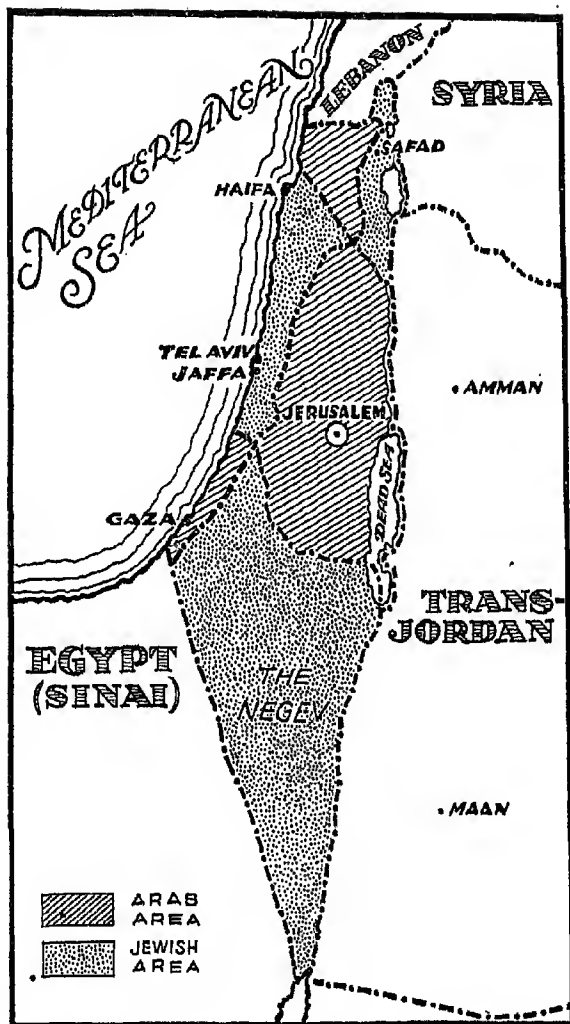 LEBANON
SYRIA
MEDITERRANEAN
SEA
SAFAD
HAIFA
TEL AVIV
JAFFA
AMMAN
JERUSALEM
DEAD SEA
GAZA
TRANS-
JORDAN
EGYPT
(SINAI)
THE
NEGEV
MAAN
ARAB
AREA
JEWISH
AREA